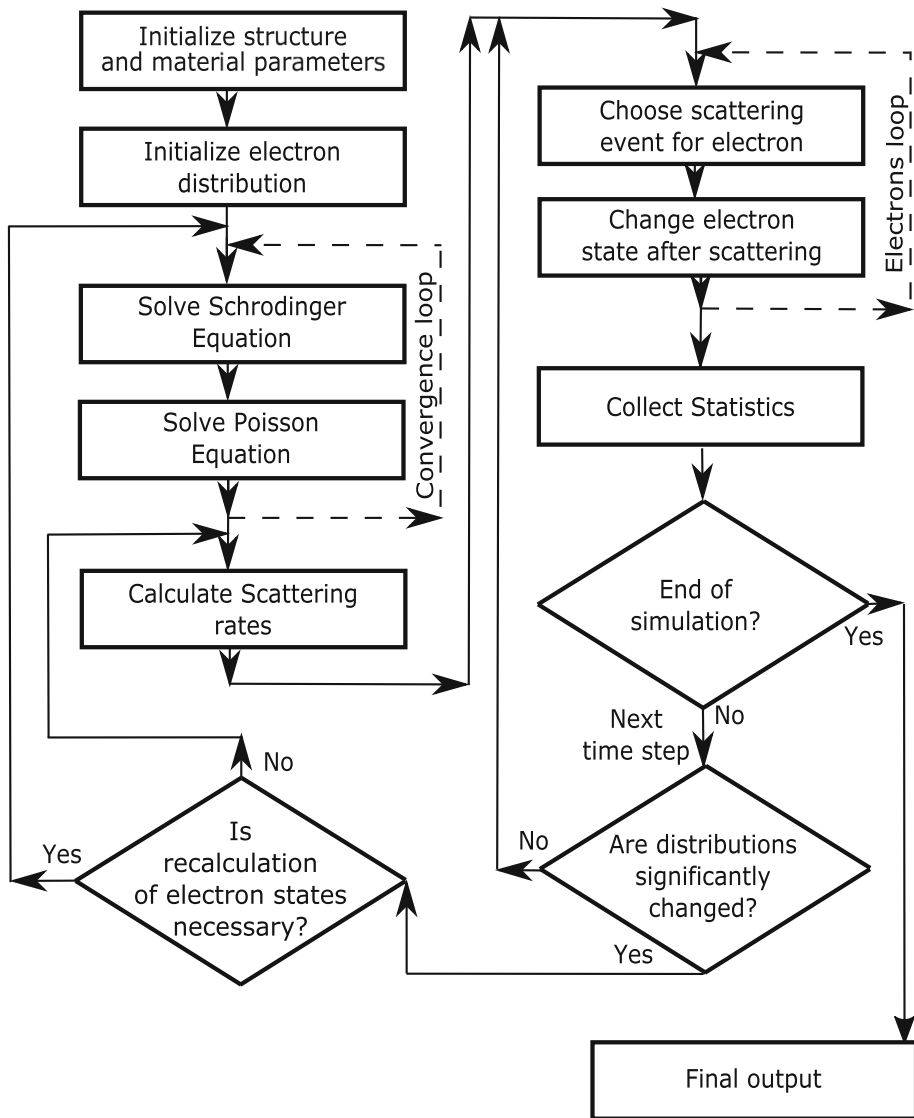 Initialize structure
and material parameters
Initialize electron
distribution
Solve Schrodinger
Equation
Solve Poisson
Equation
Convergence loop
Calculate Scattering
rates
No
Is
recalculation
of electron states
necessary?
Yes
Choose scattering
event for electron
Change electron
state after scattering
Electrons loop
Collect Statistics
End of
simulation?
Yes
No
Next
time step
Are distributions
significantly
changed?
No
Yes
Final output